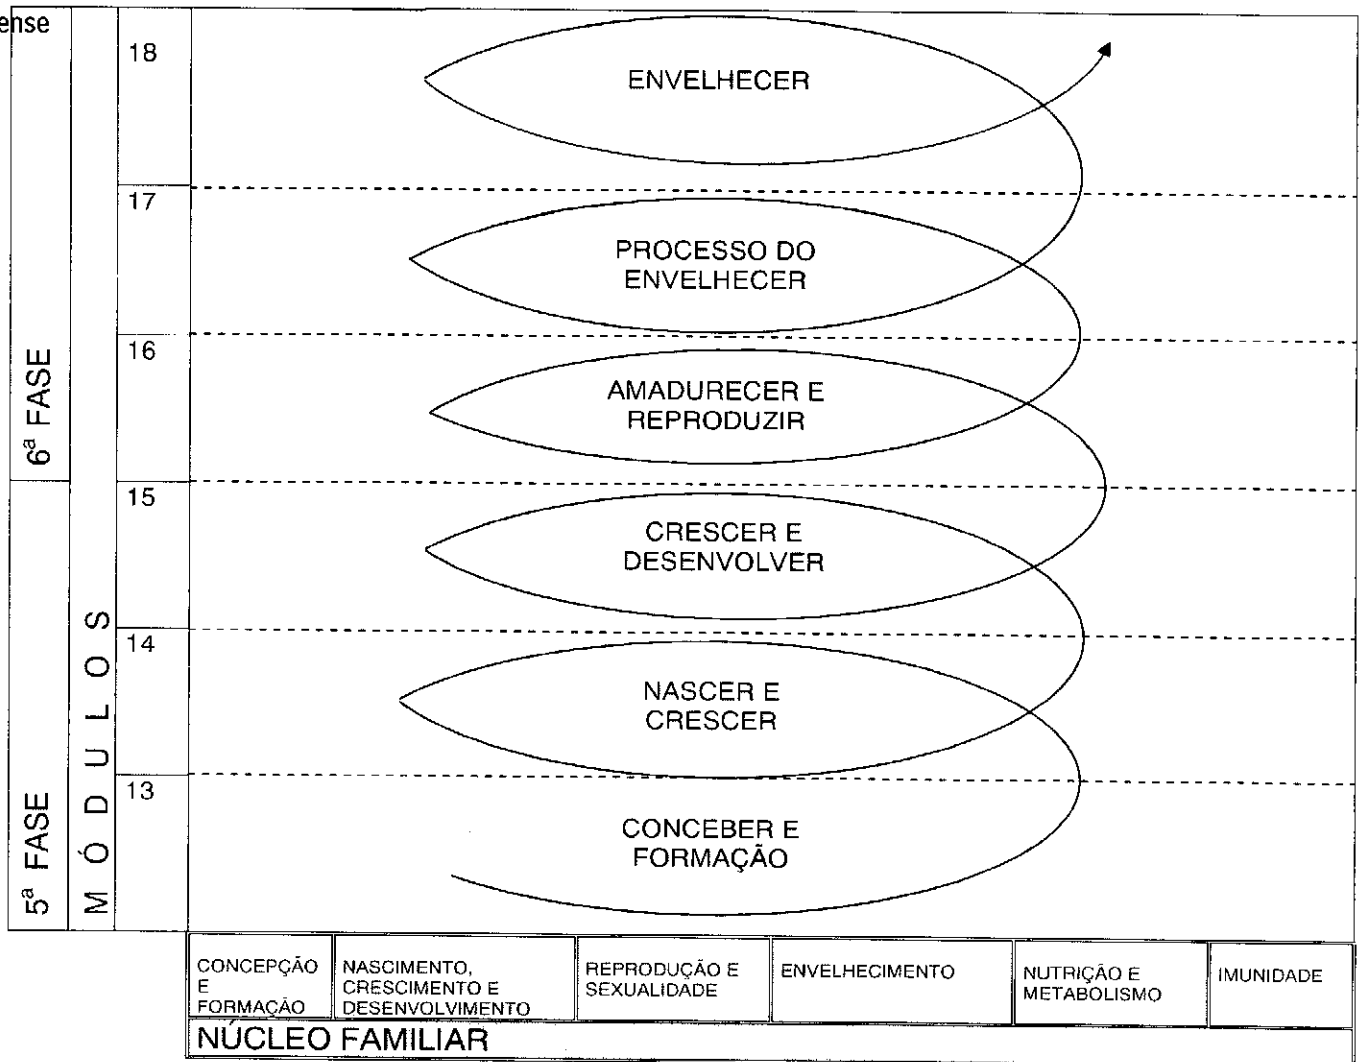 ense
18
ENVELHECER
17
PROCESSO DO
ENVELHECER
16
AMADURECER E
REPRODUZIR
6ª FASE
15
CRESCER E
DESENVOLVER
14
NASCER E
CRESCER
13
CONCEBER E
FORMAÇÃO
5ª FASE
MÓDULOS
CONCEPÇÃO
E
FORMAÇÃO
NASCIMENTO,
CRESCIMENTO E
DESENVOLVIMENTO
REPRODUÇÃO E
SEXUALIDADE
ENVELHECIMENTO
NUTRIÇÃO E
METABOLISMO
IMUNIDADE
NÚCLEO FAMILIAR